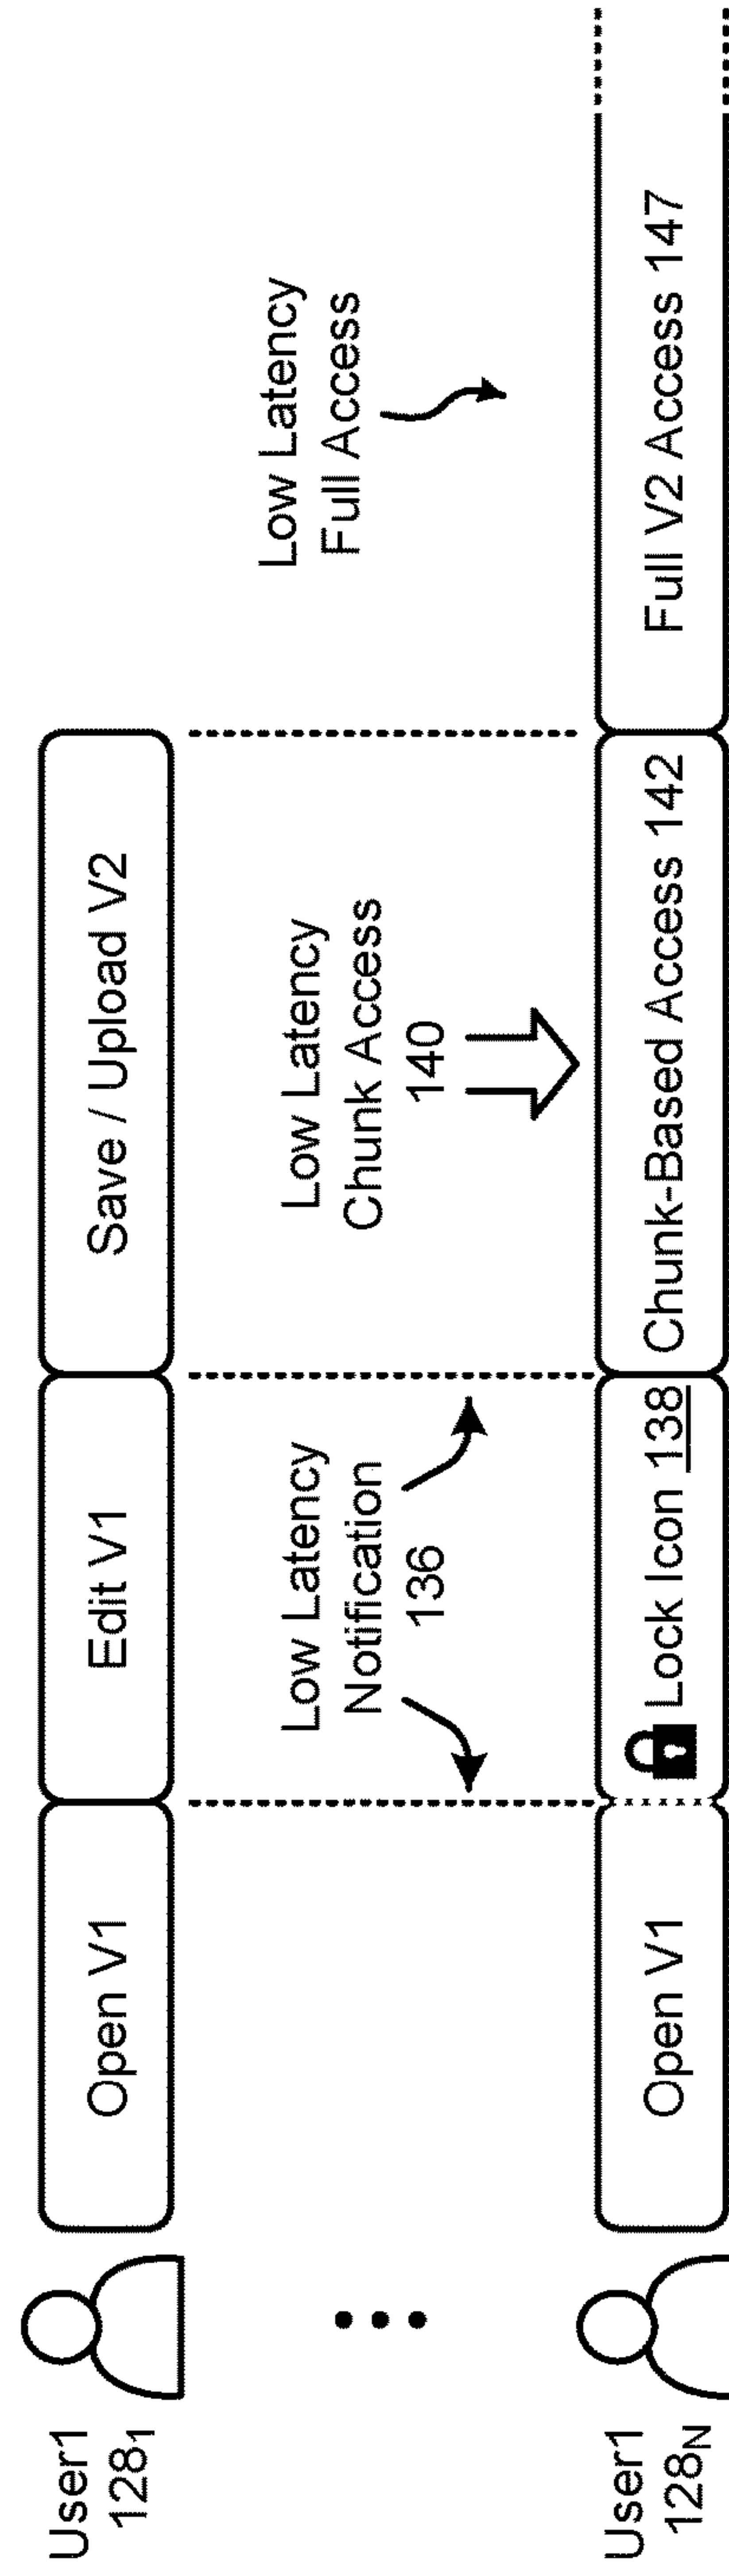 User1
128₁
Open V1
Edit V1
Save / Upload V2
Low Latency
Notification
136
Low Latency
Chunk Access
140
Low Latency
Full Access
User1
128N
Open V1
Lock Icon 138
Chunk-Based Access 142
Full V2 Access 147